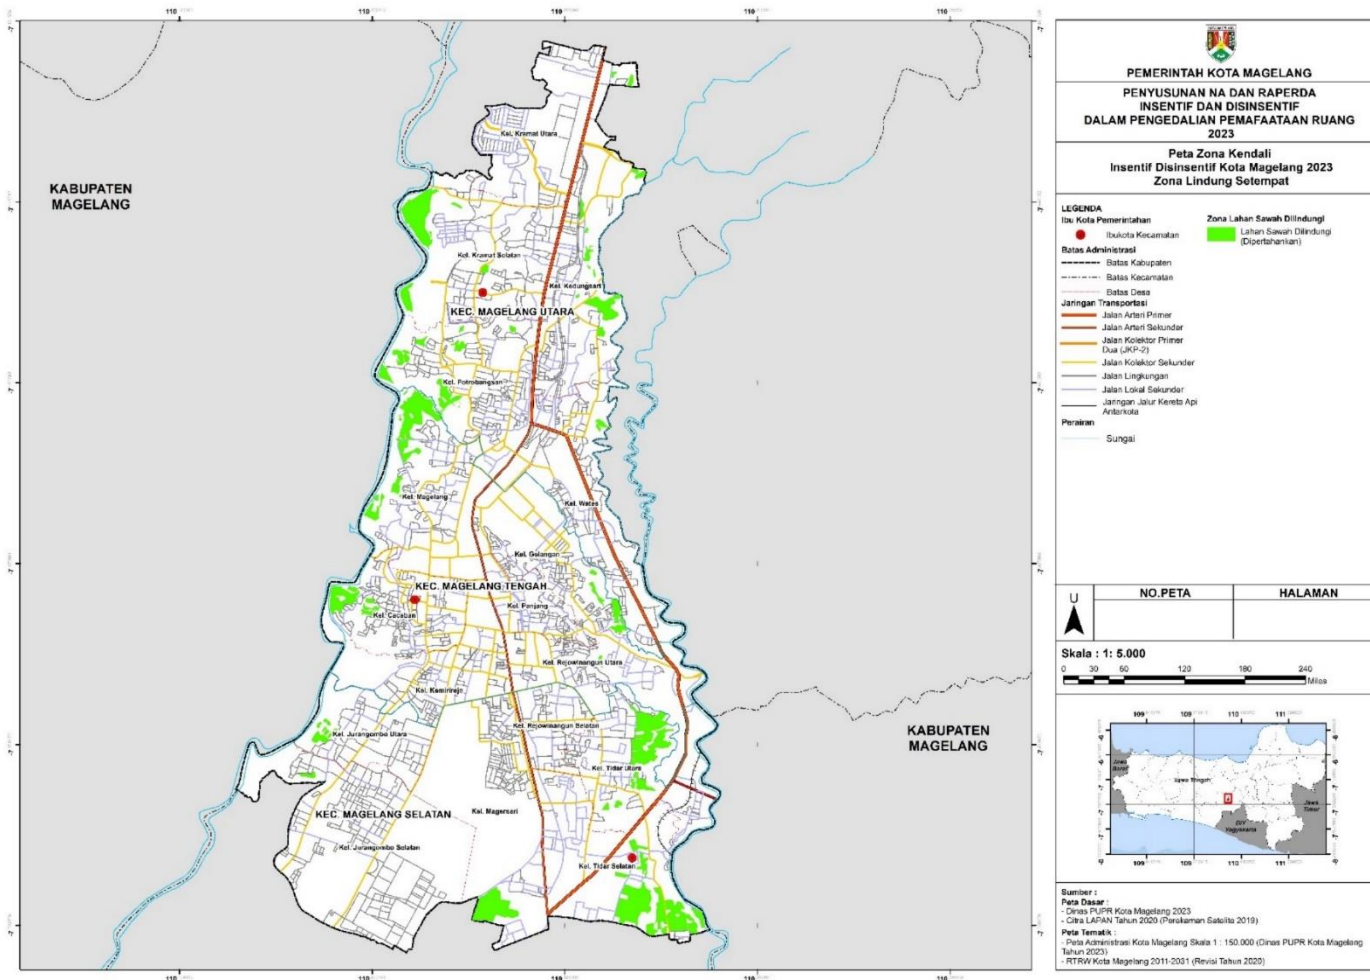 KABUPATEN
MAGELANG
Kel. Kramat Utara
Kel. Kramat Selatan
Kel. Kedungsari
KEC. MAGELANG UTARA
Kel. Potrobangsan
Kel. Magelang
Kel. Wates
Kel. Gelangan
KEC. MAGELANG TENGAH
Kel. Panjang
Kel. Cacaban
Kel. Rejowinangun Utara
Kel. Kemirirejo
Kel. Rejowinangun Selatan
Kel. Jurangombo Utara
Kel. Tidar Utara
KABUPATEN
MAGELANG
KEC. MAGELANG SELATAN
Kel. Magersari
Kel. Jurangombo Selatan
Kel. Tidar Selatan
PEMERINTAH KOTA MAGELANG
PENYUSUNAN NA DAN RAPERDA
INSENTIF DAN DISINSENTIF
DALAM PENGEDALIAN PEMAFAATAAN RUANG
2023
Peta Zona Kendali
Insentif Disinsentif Kota Magelang 2023
Zona Lindung Setempat
LEGENDA
Ibu Kota Pemerintahan
Ibukota Kecamatan
Batas Administrasi
Batas Kabupaten
Batas Kecamatan
Batas Desa
Jaringan Transportasi
Jalan Arteri Primer
Jalan Arteri Sekunder
Jalan Kolektor Primer
Dua (JKP-2)
Jalan Kolektor Sekunder
Jalan Lingkungan
Jalan Lokal Sekunder
Jaringan Jalur Kereta Api
Antarkota
Perairan
Sungai
Zona Lahan Sawah Dilindungi
Lahan Sawah Dilindungi
(Dipertahankan)
U
NO.PETA
HALAMAN
Skala : 1: 5.000
0 30 60 120 180 240
Miles
109 109 110 111
Jawa
Barat
Jawa Tengah
DIY
Yogyakarta
Jawa
Timur
109 109 110 111
Sumber :
Peta Dasar :
- Dinas PUPR Kota Magelang 2023
- Citra LAPAN Tahun 2020 (Perekaman Satelite 2019)
Peta Tematik :
- Peta Administrasi Kota Magelang Skala 1 : 150.000 (Dinas PUPR Kota Magelang
Tahun 2023)
- RTRW Kota Magelang 2011-2031 (Revisi Tahun 2020)